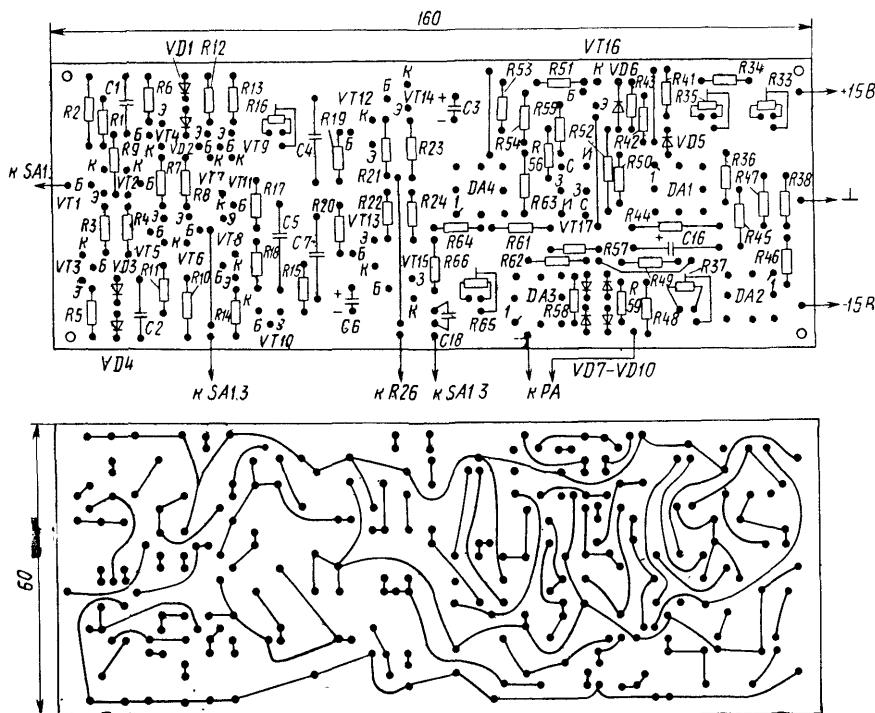 160
VD1 R12
VT16
C1
R6
R13
VT12
К
VT14
C3
R53
R51
К
VD6
R43
R41
R34
R33
+15В
R2
R1
R16
Б
Э
R35
R9
VT4
VD2
VT9
C4
R19
R23
R54
R55
R52
R42
VD5
к SA1.
VT1
VT2
R7
R8
VT7
VT11
R17
R21
DA4
R56
R63
И
С
З
R50
DA1
R36
R47
R38
⊥
R3
R4
VT5
VT6
VT8
R18
C5
C7
R20
R22
VT13
R24
R64
R61
VT17
R57
R44
C16
R45
R46
VT3
VD3
R11
R10
R15
VT15
R66
R62
R49
R37
R5
C2
R14
VT10
C6
C18
R65
DA3
R58
R59
R48
DA2
-15В
VD4
к SA1.3
к R26
к SA1 3
к PA
VD7-VD10
60